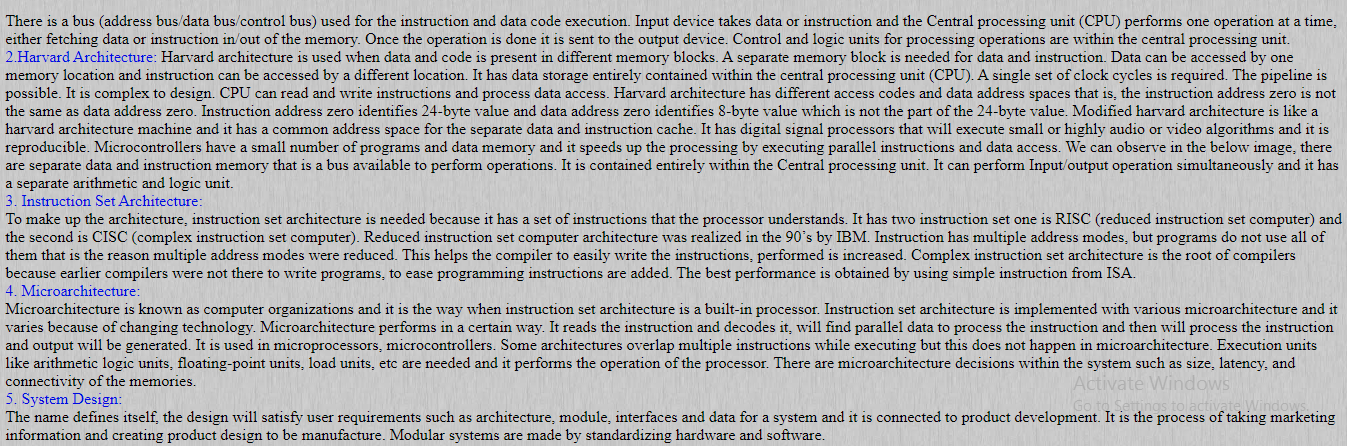 There is a bus (address bus/data bus/control bus) used for the instruction and data code execution. Input device takes data or instruction and the Central processing unit (CPU) performs one operation at a time,
either fetching data or instruction in/out of the memory. Once the operation is done it is sent to the output device. Control and logic units for processing operations are within the central processing unit.
2.Harvard Architecture: Harvard architecture is used when data and code is present in different memory blocks. A separate memory block is needed for data and instruction. Data can be accessed by one
memory location and instruction can be accessed by a different location. It has data storage entirely contained within the central processing unit (CPU). A single set of clock cycles is required. The pipeline is
possible. It is complex to design. CPU can read and write instructions and process data access. Harvard architecture has different access codes and data address spaces that is, the instruction address zero is not
the same as data address zero. Instruction address zero identifies 24-byte value and data address zero identifies 8-byte value which is not the part of the 24-byte value. Modified harvard architecture is like a
harvard architecture machine and it has a common address space for the separate data and instruction cache. It has digital signal processors that will execute small or highly audio or video algorithms and it is
reproducible. Microcontrollers have a small number of programs and data memory and it speeds up the processing by executing parallel instructions and data access. We can observe in the below image, there
are separate data and instruction memory that is a bus available to perform operations. It is contained entirely within the Central processing unit. It can perform Input/output operation simultaneously and it has
a separate arithmetic and logic unit.
3. Instruction Set Architecture:
To make up the architecture, instruction set architecture is needed because it has a set of instructions that the processor understands. It has two instruction set one is RISC (reduced instruction set computer) and
the second is CISC (complex instruction set computer). Reduced instruction set computer architecture was realized in the 90's by IBM. Instruction has multiple address modes, but programs do not use all of
them that is the reason multiple address modes were reduced. This helps the compiler to easily write the instructions, performed is increased. Complex instruction set architecture is the root of compilers
because earlier compilers were not there to write programs, to ease programming instructions are added. The best performance is obtained by using simple instruction from ISA.
4. Microarchitecture:
Microarchitecture is known as computer organizations and it is the way when instruction set architecture is a built-in processor. Instruction set architecture is implemented with various microarchitecture and it
varies because of changing technology. Microarchitecture performs in a certain way. It reads the instruction and decodes it, will find parallel data to process the instruction and then will process the instruction
and output will be generated. It is used in microprocessors, microcontrollers. Some architectures overlap multiple instructions while executing but this does not happen in microarchitecture. Execution units
like arithmetic logic units, floating-point units, load units, etc are needed and it performs the operation of the processor. There are microarchitecture decisions within the system such as size, latency, and
connectivity of the memories.
Activate Windows
5. System Design:
Go to Settings to activate Windows.
The name defines itself, the design will satisfy user requirements such as architecture, module, interfaces and data for a system and it is connected to product development. It is the process of taking marketing
information and creating product design to be manufacture. Modular systems are made by standardizing hardware and software.